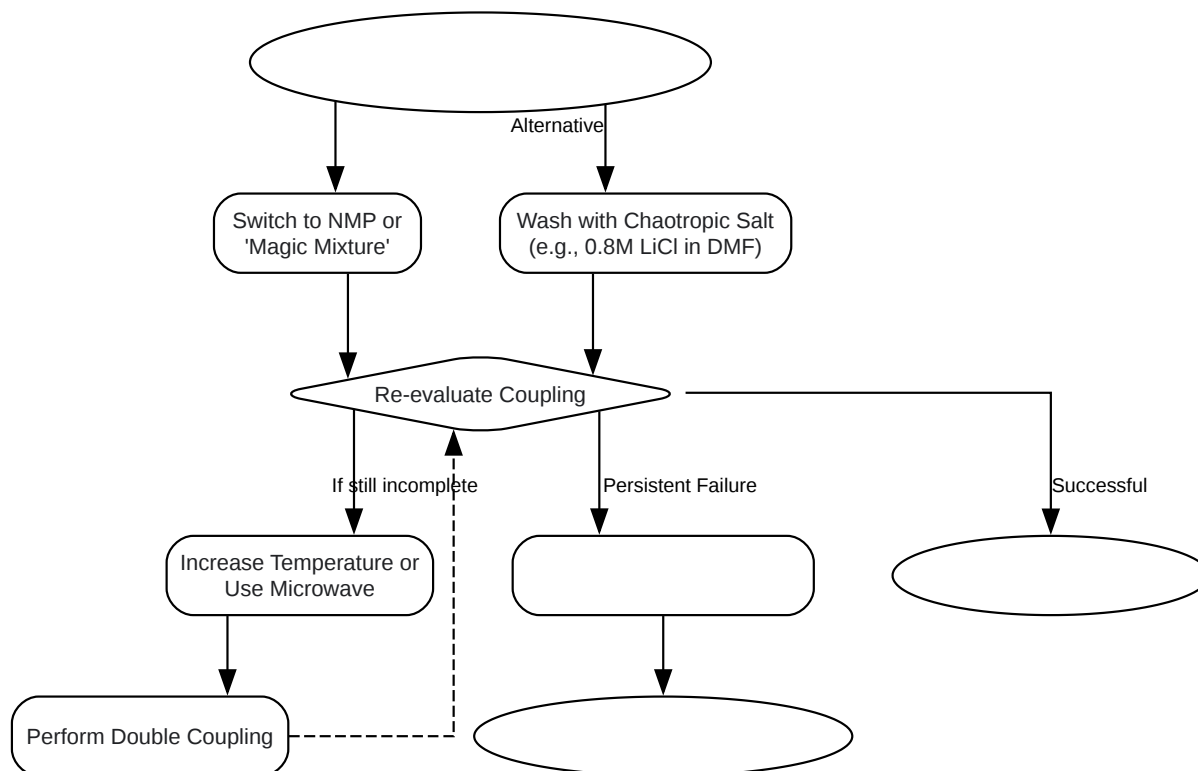 Alternative
Switch to NMP or
'Magic Mixture'
Wash with Chaotropic Salt
(e.g., 0.8M LiCl in DMF)
Re-evaluate Coupling
If still incomplete
Persistent Failure
Successful
Increase Temperature or
Use Microwave
Perform Double Coupling